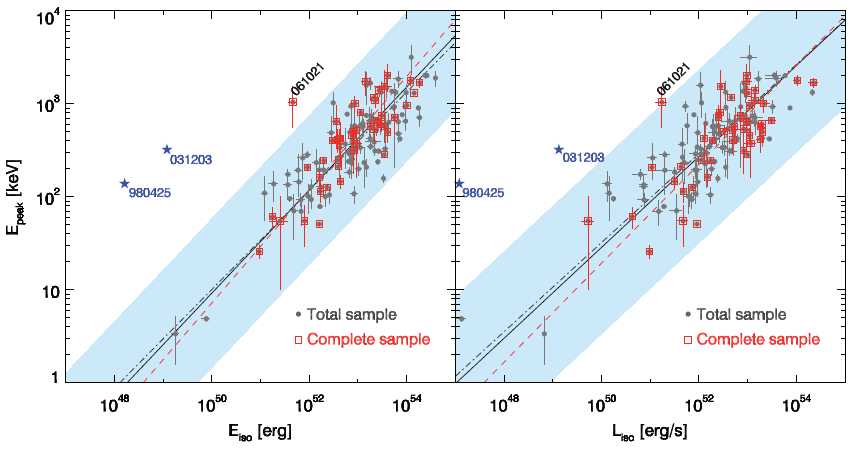 10⁴
10³
10²
10
1
E_peak [keV]
061021
031203
980425
Total sample
Complete sample
10⁴⁸
10⁵⁰
10⁵²
10⁵⁴
E_iso [erg]
061021
031203
980425
Total sample
Complete sample
10⁴⁸
10⁵⁰
10⁵²
10⁵⁴
L_iso [erg/s]